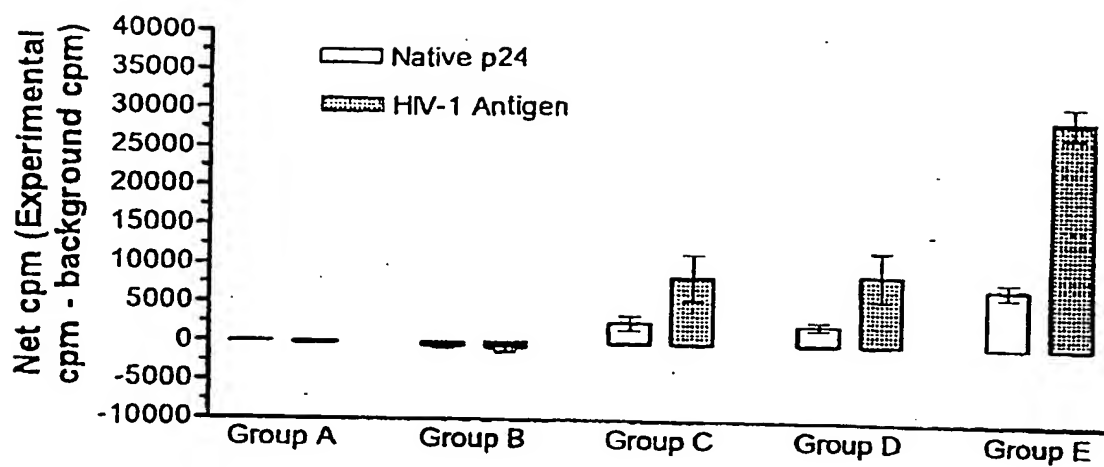 Net cpm (Experimental
cpm - background cpm)
40000
35000
30000
25000
20000
15000
10000
5000
0
-5000
-10000
Native p24
HIV-1 Antigen
Group A
Group B
Group C
Group D
Group E